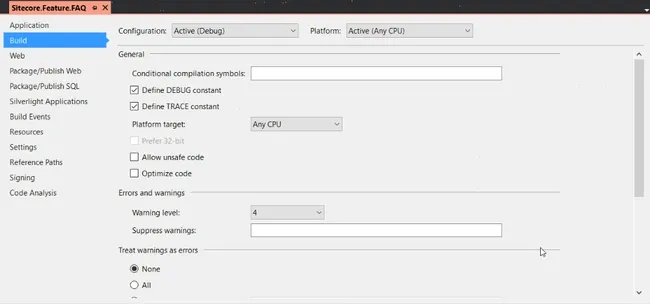 Sitecore.Feature.FAQ
Application
Build
Web
Package/Publish Web
Package/Publish SQL
Silverlight Applications
Build Events
Resources
Settings
Reference Paths
Signing
Code Analysis
Configuration: Active (Debug) Platform: Active (Any CPU)
General
Conditional compilation symbols:
Define DEBUG constant
Define TRACE constant
Platform target: Any CPU
Prefer 32-bit
Allow unsafe code
Optimize code
Errors and warnings
Warning level: 4
Suppress warnings:
Treat warnings as errors
None
All